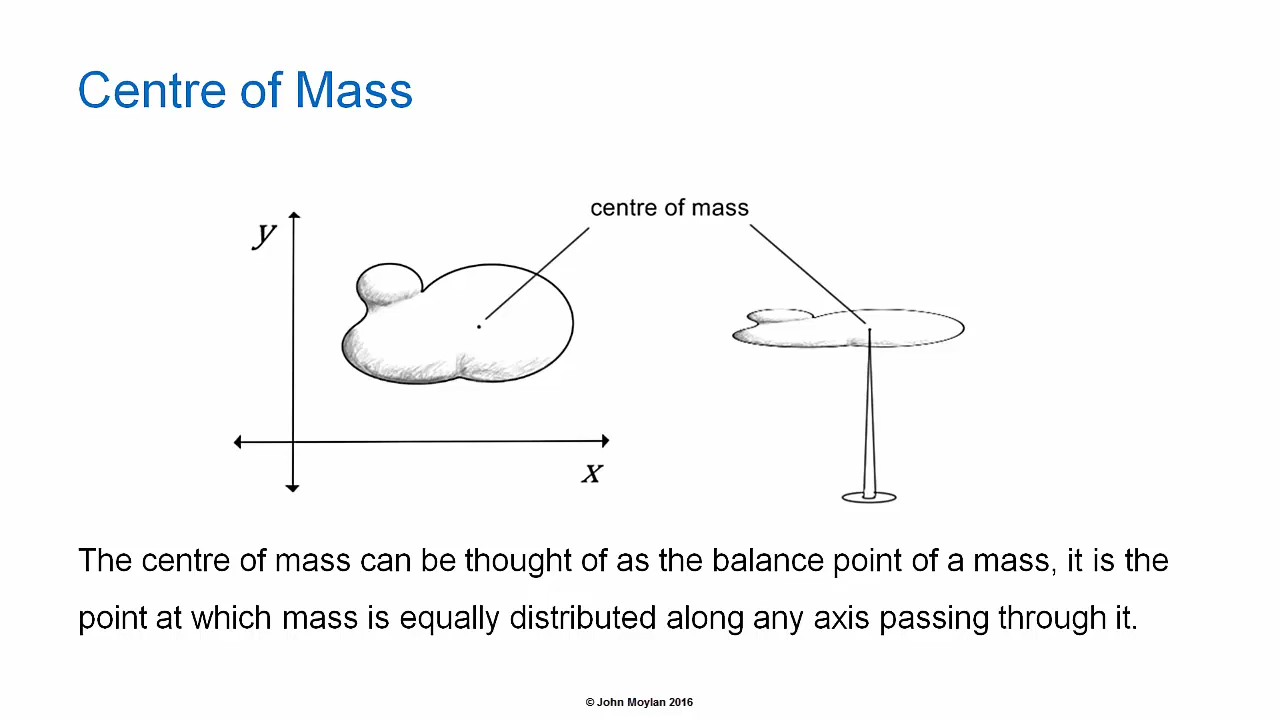 Centre of Mass
centre of mass
y
x
The centre of mass can be thought of as the balance point of a mass, it is the
point at which mass is equally distributed along any axis passing through it.
© John Moylan 2016